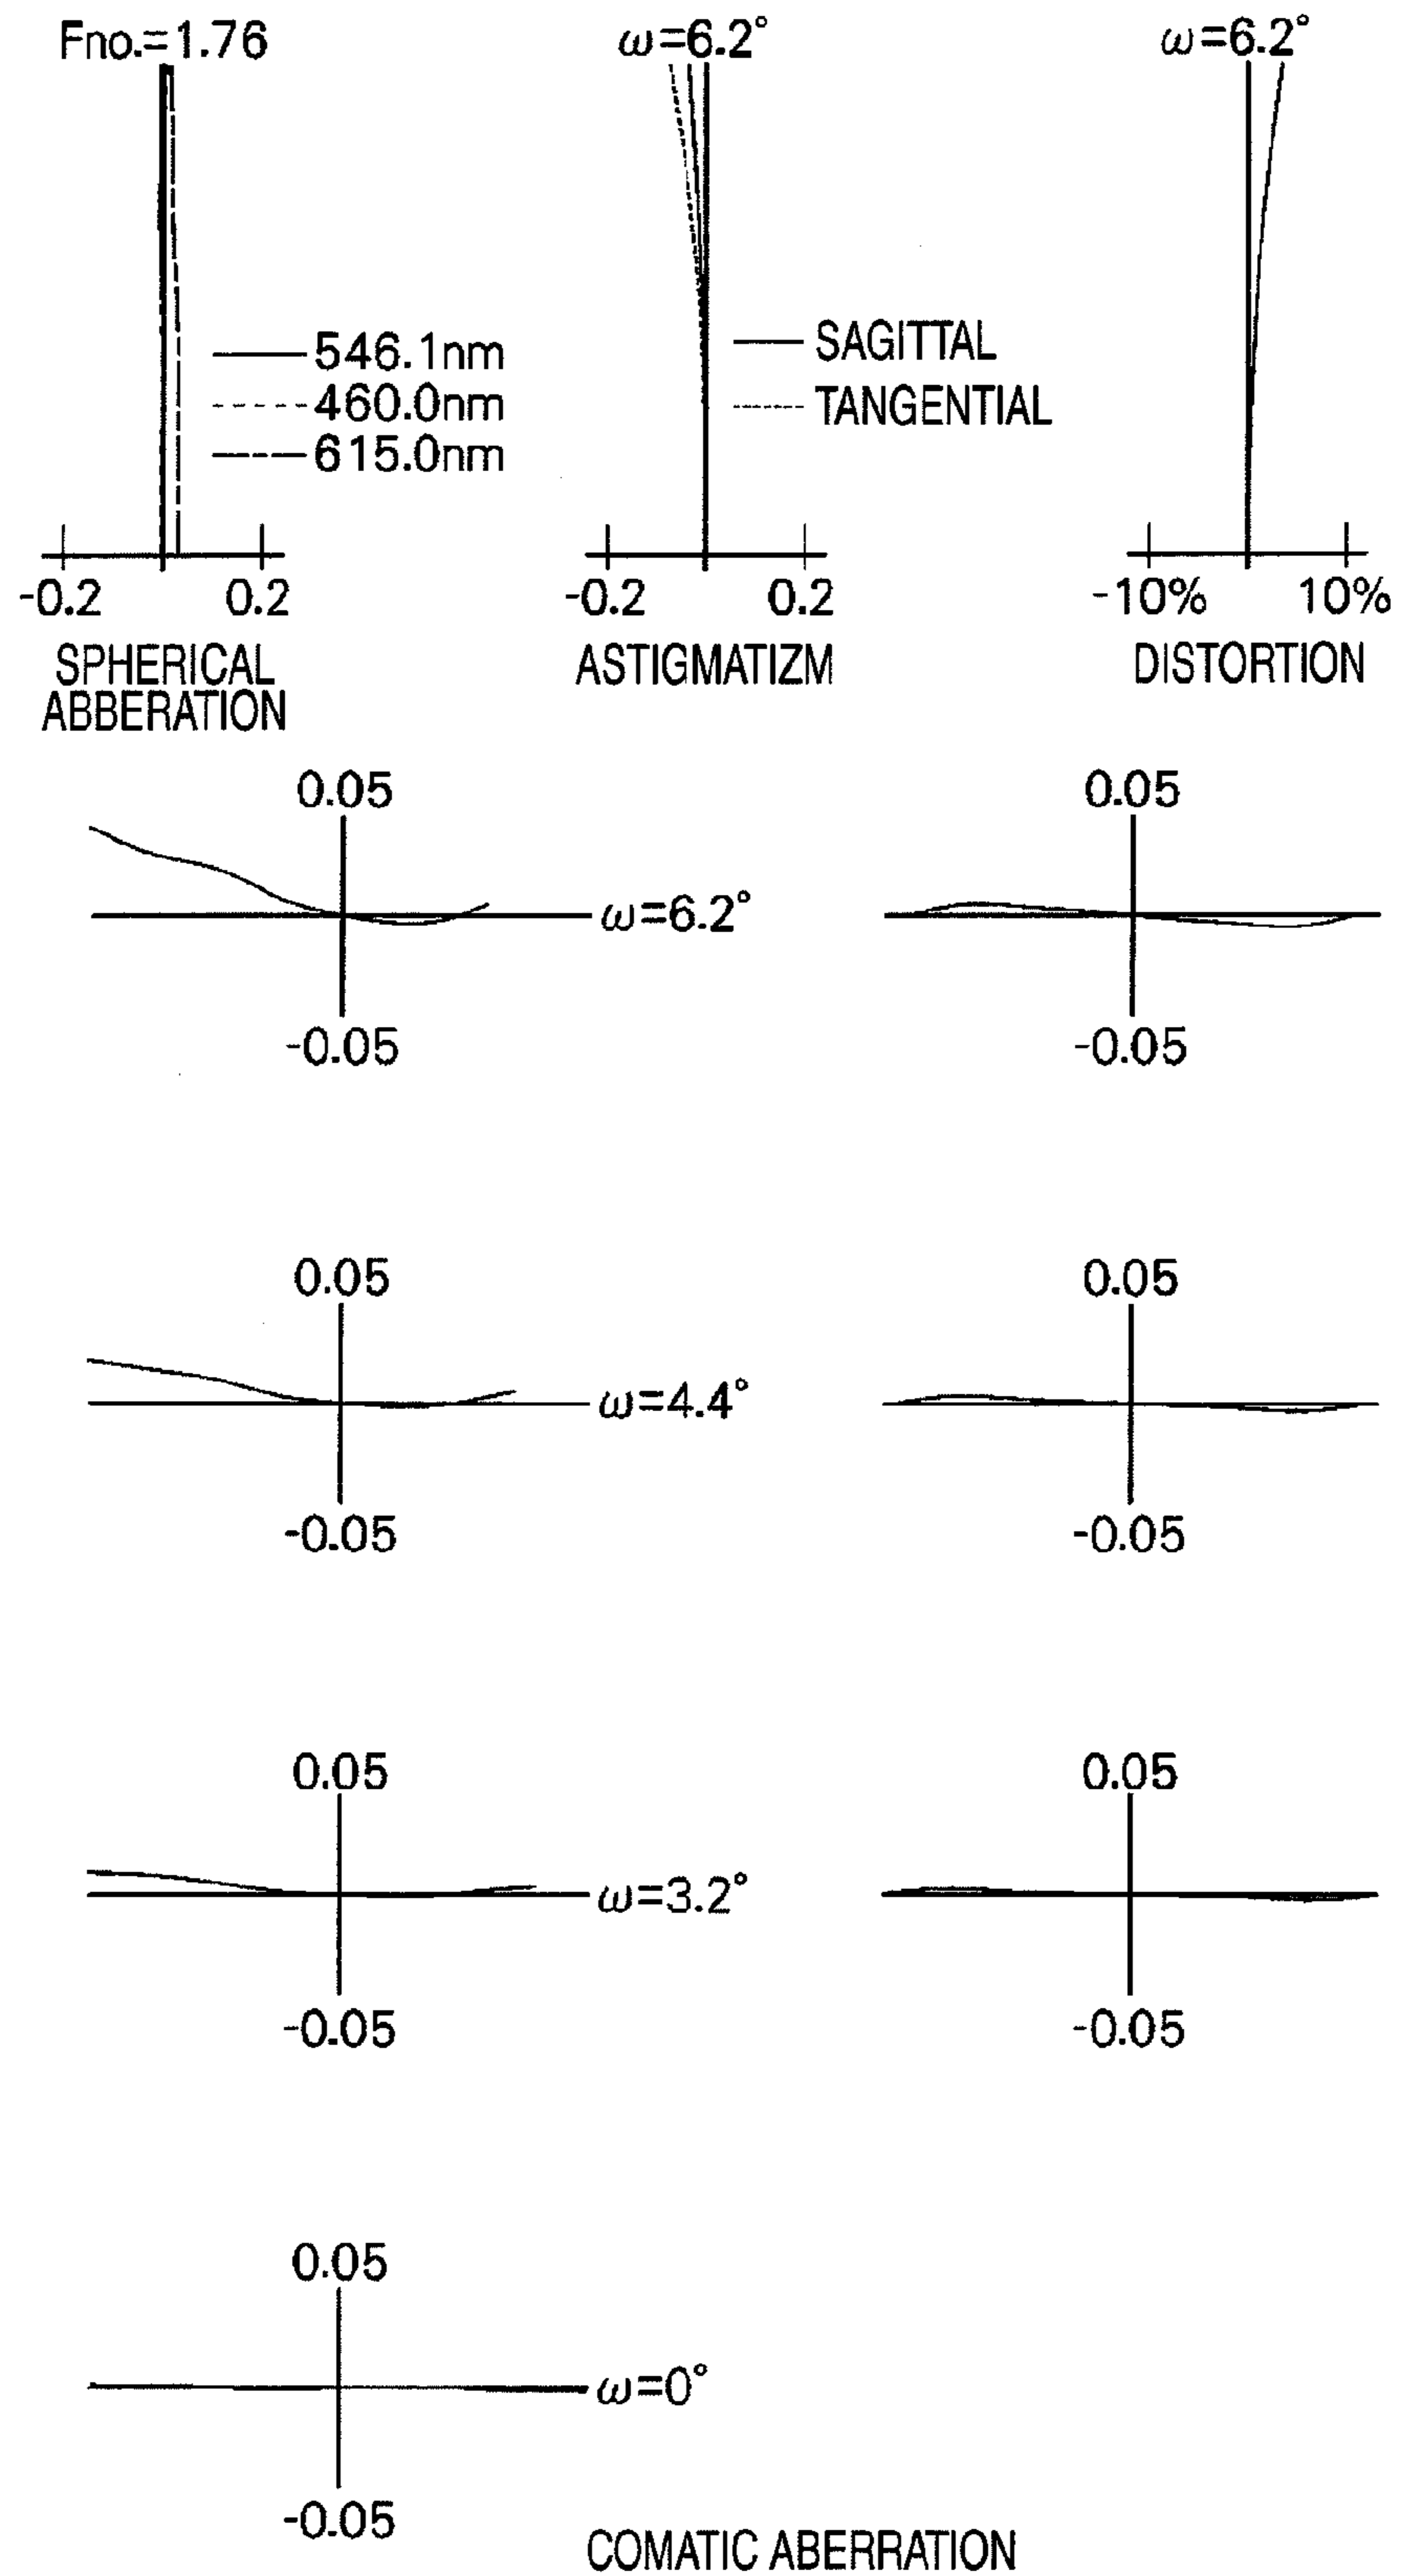 Fno.=1.76
ω=6.2°
ω=6.2°
546.1nm
460.0nm
615.0nm
SAGITTAL
TANGENTIAL
-0.2
0.2
-0.2
0.2
-10%
10%
SPHERICAL
ABBERATION
ASTIGMATIZM
DISTORTION
0.05
0.05
ω=6.2°
-0.05
-0.05
0.05
0.05
ω=4.4°
-0.05
-0.05
0.05
0.05
ω=3.2°
-0.05
-0.05
0.05
ω=0°
-0.05
COMATIC ABERRATION